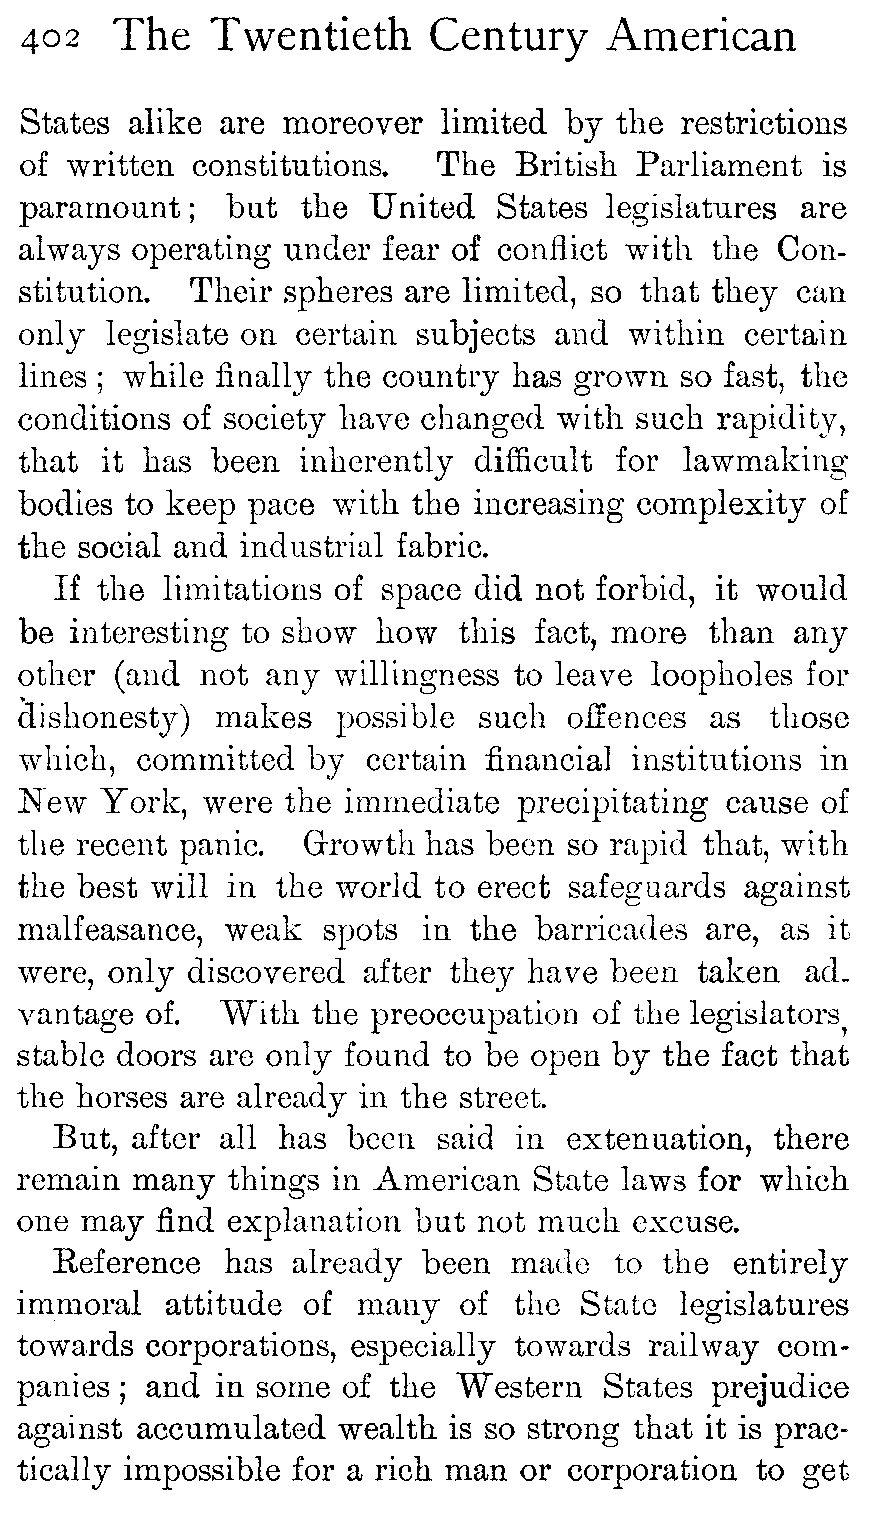 402 The Twentieth Century American
States alike are moreover limited by the restrictions
of written constitutions. The British Parliament is
paramount; but the United States legislatures are
always operating under fear of conflict with the Con-
stitution. Their spheres are limited, so that they can
only legislate on certain subjects and within certain
lines; while finally the country has grown so fast, the
conditions of society have changed with such rapidity,
that it has been inherently difficult for lawmaking
bodies to keep pace with the increasing complexity of
the social and industrial fabric.
If the limitations of space did not forbid, it would
be interesting to show how this fact, more than any
other (and not any willingness to leave loopholes for
dishonesty) makes possible such offences as those
which, committed by certain financial institutions in
New York, were the immediate precipitating cause of
the recent panic. Growth has been so rapid that, with
the best will in the world to erect safeguards against
malfeasance, weak spots in the barricades are, as it
were, only discovered after they have been taken ad-
vantage of. With the preoccupation of the legislators,
stable doors are only found to be open by the fact that
the horses are already in the street.
But, after all has been said in extenuation, there
remain many things in American State laws for which
one may find explanation but not much excuse.
Reference has already been made to the entirely
immoral attitude of many of the State legislatures
towards corporations, especially towards railway com-
panies; and in some of the Western States prejudice
against accumulated wealth is so strong that it is prac-
tically impossible for a rich man or corporation to get